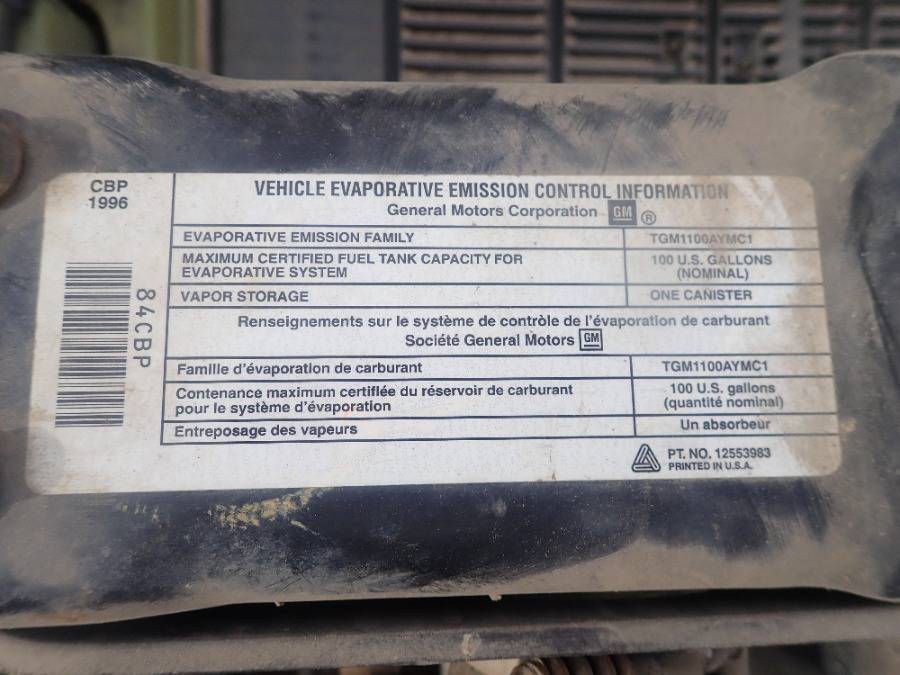 CBP
1996
84CBP
VEHICLE EVAPORATIVE EMISSION CONTROL INFORMATION
General Motors Corporation GM ®
EVAPORATIVE EMISSION FAMILY TGM1100AYMC1
MAXIMUM CERTIFIED FUEL TANK CAPACITY FOR 100 U.S. GALLONS
EVAPORATIVE SYSTEM (NOMINAL)
VAPOR STORAGE ONE CANISTER
Renseignements sur le système de contrôle de l'évaporation de carburant
Société General Motors GM
Famille d'évaporation de carburant TGM1100AYMC1
Contenance maximum certifiée du réservoir de carburant 100 U.S. gallons
pour le système d'évaporation (quantité nominal)
Entreposage des vapeurs Un absorbeur
PT. NO. 12553983
PRINTED IN U.S.A.